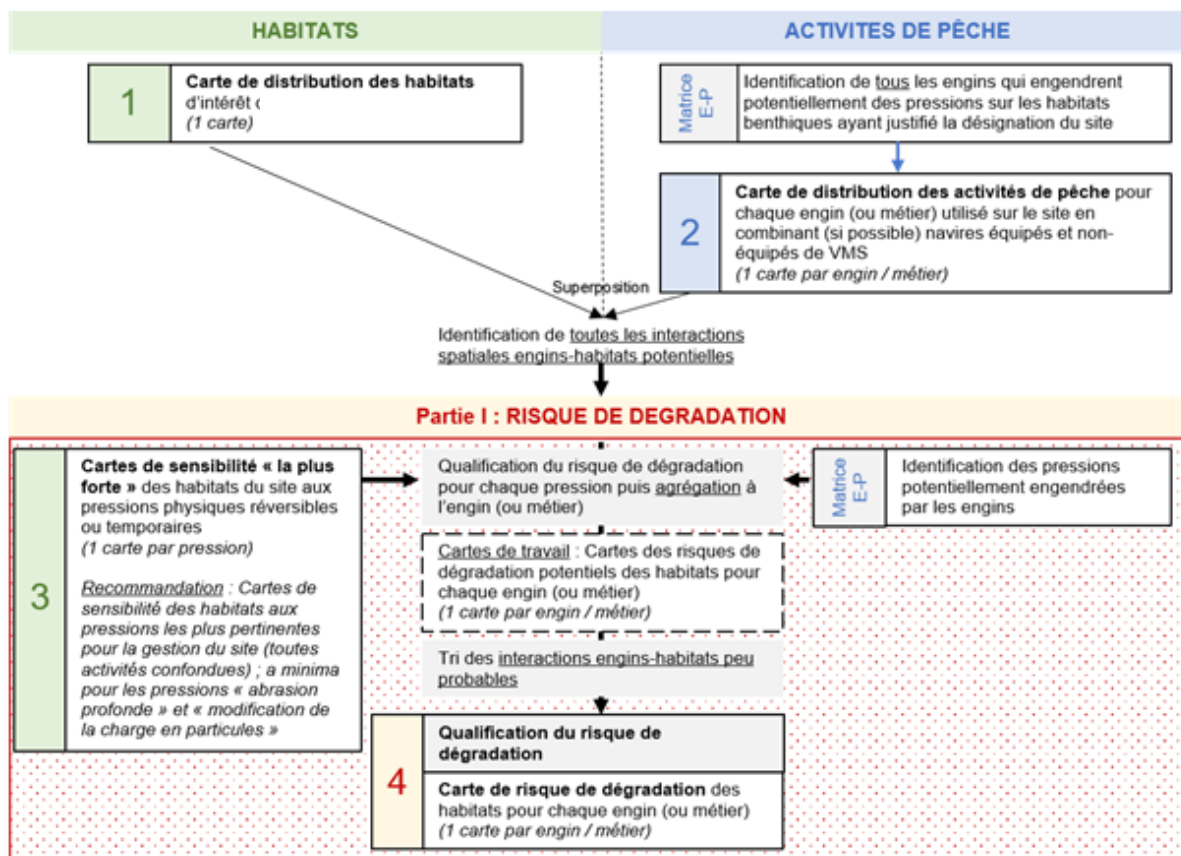 HABITATS
ACTIVITES DE PÊCHE
1
Carte de distribution des habitats
d'intérêt
(1 carte)
Matrice
E-P
Identification de tous les engins qui engendrent
potentiellement des pressions sur les habitats
benthiques ayant justifié la désignation du site
2
Carte de distribution des activités de pêche pour
chaque engin (ou métier) utilisé sur le site en
combinant (si possible) navires équipés et non-
équipés de VMS
(1 carte par engin / métier)
Superposition
Identification de toutes les interactions
spatiales engins-habitats potentielles
Partie I : RISQUE DE DEGRADATION
3
Cartes de sensibilité « la plus
forte » des habitats du site aux
pressions physiques réversibles
ou temporaires
(1 carte par pression)
Recommandation : Cartes de
sensibilité des habitats aux
pressions les plus pertinentes
pour la gestion du site (toutes
activités confondues) ; a minima
pour les pressions « abrasion
profonde » et « modification de
la charge en particules »
Qualification du risque de dégradation
pour chaque pression puis agrégation à
l'engin (ou métier)
Matrice
E-P
Identification des pressions
potentiellement engendrées
par les engins
Cartes de travail : Cartes des risques de
dégradation potentiels des habitats pour
chaque engin (ou métier)
(1 carte par engin / métier)
Tri des interactions engins-habitats peu
probables
4
Qualification du risque de
dégradation
Carte de risque de dégradation des
habitats pour chaque engin (ou métier)
(1 carte par engin / métier)